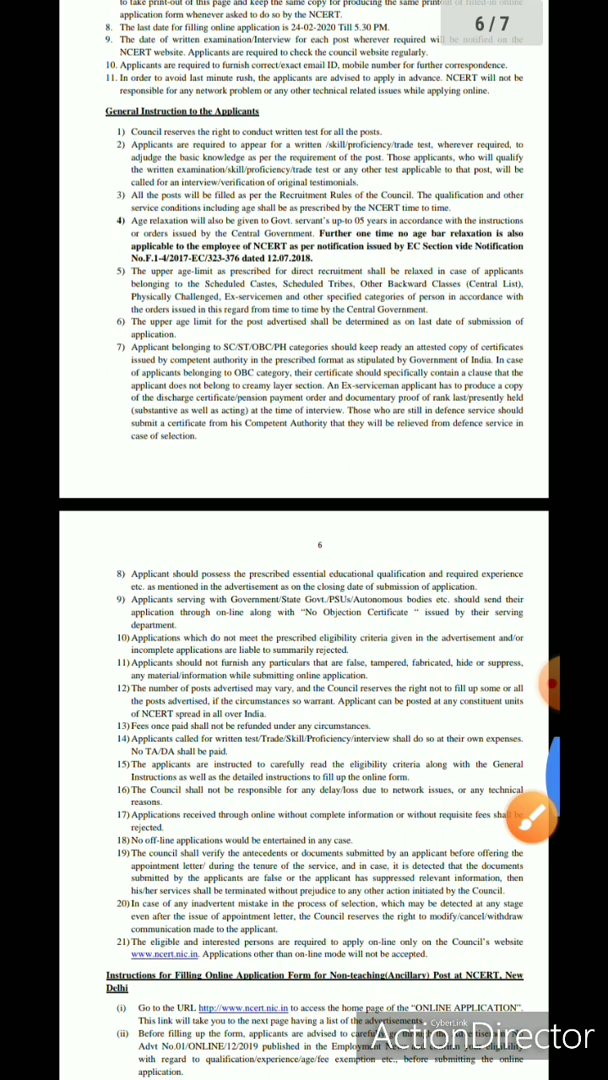 to take print-out of this page and keep the same copy for producing the same printout of filled-in online
application form whenever asked to do so by the NCERT.
6 / 7
8. The last date for filling online application is 24-02-2020 Till 5.30 PM.
9. The date of written examination/Interview for each post wherever required will be notified on the
NCERT website. Applicants are required to check the council website regularly.
10. Applicants are required to furnish correct/exact email ID, mobile number for further correspondence.
11. In order to avoid last minute rush, the applicants are advised to apply in advance. NCERT will not be
responsible for any network problem or any other technical related issues while applying online.
General Instruction to the Applicants
1) Council reserves the right to conduct written test for all the posts.
2) Applicants are required to appear for a written /skill/proficiency/trade test, wherever required, to
adjudge the basic knowledge as per the requirement of the post. Those applicants, who will qualify
the written examination/skill/proficiency/trade test or any other test applicable to that post, will be
called for an interview/verification of original testimonials.
3) All the posts will be filled as per the Recruitment Rules of the Council. The qualification and other
service conditions including age shall be as prescribed by the NCERT time to time.
4) Age relaxation will also be given to Govt. servant's up-to 05 years in accordance with the instructions
or orders issued by the Central Government. Further one time no age bar relaxation is also
applicable to the employee of NCERT as per notification issued by EC Section vide Notification
No.F.1-4/2017-EC/323-376 dated 12.07.2018.
5) The upper age-limit as prescribed for direct recruitment shall be relaxed in case of applicants
belonging to the Scheduled Castes, Scheduled Tribes, Other Backward Classes (Central List),
Physically Challenged, Ex-servicemen and other specified categories of person in accordance with
the orders issued in this regard from time to time by the Central Government.
6) The upper age limit for the post advertised shall be determined as on last date of submission of
application.
7) Applicant belonging to SC/ST/OBC/PH categories should keep ready an attested copy of certificates
issued by competent authority in the prescribed format as stipulated by Government of India. In case
of applicants belonging to OBC category, their certificate should specifically contain a clause that the
applicant does not belong to creamy layer section. An Ex-serviceman applicant has to produce a copy
of the discharge certificate/pension payment order and documentary proof of rank last/presently held
(substantive as well as acting) at the time of interview. Those who are still in defence service should
submit a certificate from his Competent Authority that they will be relieved from defence service in
case of selection.
6
8) Applicant should possess the prescribed essential educational qualification and required experience
etc. as mentioned in the advertisement as on the closing date of submission of application.
9) Applicants serving with Government/State Govt./PSUs/Autonomous bodies etc. should send their
application through on-line along with "No Objection Certificate " issued by their serving
department.
10) Applications which do not meet the prescribed eligibility criteria given in the advertisement and/or
incomplete applications are liable to summarily rejected.
11) Applicants should not furnish any particulars that are false, tampered, fabricated, hide or suppress,
any material/information while submitting online application.
12) The number of posts advertised may vary, and the Council reserves the right not to fill up some or all
the posts advertised, if the circumstances so warrant. Applicant can be posted at any constituent units
of NCERT spread in all over India.
13) Fees once paid shall not be refunded under any circumstances.
14) Applicants called for written test/Trade/Skill/Proficiency/interview shall do so at their own expenses.
No TA/DA shall be paid.
15) The applicants are instructed to carefully read the eligibility criteria along with the General
Instructions as well as the detailed instructions to fill up the online form.
16) The Council shall not be responsible for any delay/loss due to network issues, or any technical
reasons.
17) Applications received through online without complete information or without requisite fees shall be
rejected.
18) No off-line applications would be entertained in any case.
19) The council shall verify the antecedents or documents submitted by an applicant before offering the
appointment letter/ during the tenure of the service, and in case, it is detected that the documents
submitted by the applicants are false or the applicant has suppressed relevant information, then
his/her services shall be terminated without prejudice to any other action initiated by the Council.
20) In case of any inadvertent mistake in the process of selection, which may be detected at any stage
even after the issue of appointment letter, the Council reserves the right to modify/cancel/withdraw
communication made to the applicant.
21) The eligible and interested persons are required to apply on-line only on the Council's website
www.ncert.nic.in. Applications other than on-line mode will not be accepted.
Instructions for Filling Online Application Form for Non-teaching(Ancillary) Post at NCERT, New
Delhi
(i) Go to the URL http://www.ncert.nic.in to access the home page of the "ONLINE APPLICATION".
This link will take you to the next page having a list of the advertisements.
(ii) Before filling up the form, applicants are advised to carefully go through the
Advt No.01/ONLINE/12/2019 published in the Employment News and confirm your eligibility
with regard to qualification/experience/age/fee exemption etc., before submitting the online
application.
CyberLink
ActionDirector